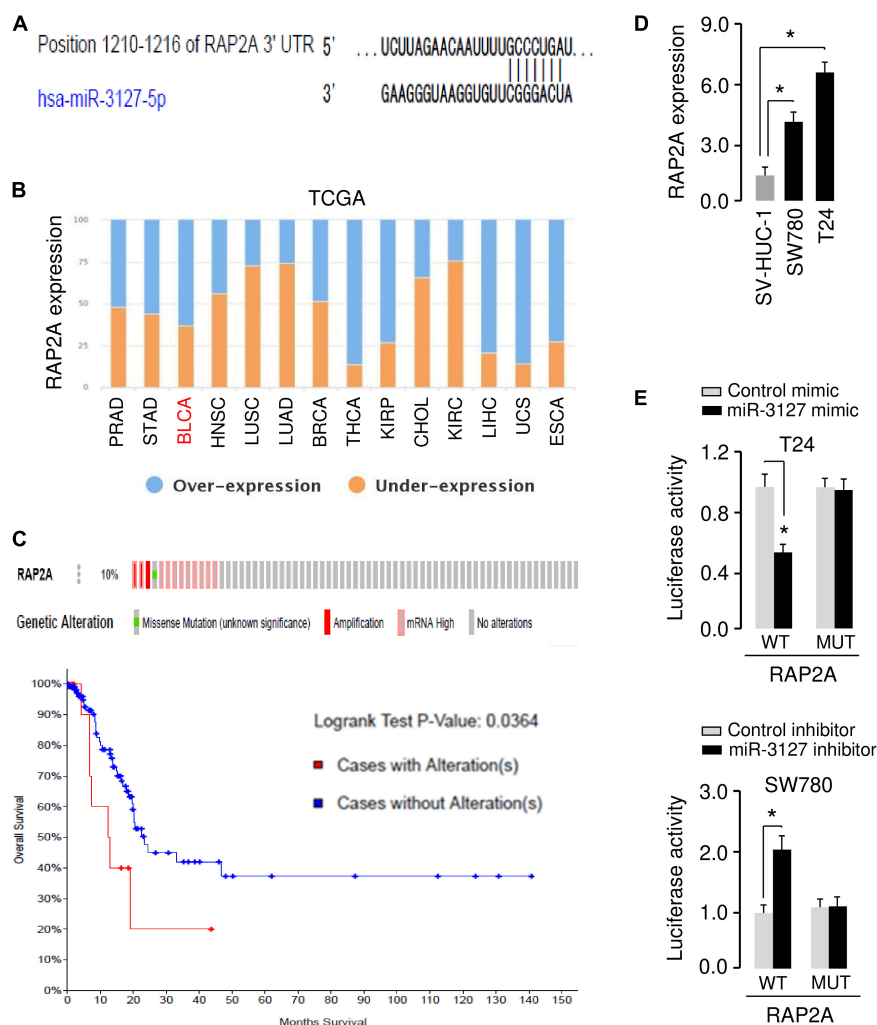 A
Position 1210-1216 of RAP2A 3' UTR 5' ...UCUUAGAACAAUUUUGCCCUGAU...
hsa-miR-3127-5p 3' GAAGGGUAAGGUGUUCGGGACUA
B
TCGA
RAP2A expression
100
75
50
25
0
PRAD
STAD
BLCA
HNSC
LUSC
LUAD
BRCA
THCA
KIRP
CHOL
KIRC
LIHC
UCS
ESCA
Over-expression Under-expression
C
RAP2A 10%
Genetic Alteration Missense Mutation (unknown significance) Amplification mRNA High No alterations
Overall Survival
100%
90%
80%
70%
60%
50%
40%
30%
20%
10%
0%
Logrank Test P-Value: 0.0364
Cases with Alteration(s)
Cases without Alteration(s)
0 10 20 30 40 50 60 70 80 90 100 110 120 130 140 150
Months Survival
D
RAP2A expression
9.0
6.0
3.0
0.0
*
*
SV-HUC-1
SW780
T24
E
Control mimic
miR-3127 mimic
T24
Luciferase activity
1.2
0.8
0.4
0.0
*
WT MUT
RAP2A
Control inhibitor
miR-3127 inhibitor
SW780
Luciferase activity
3.0
2.0
1.0
0.0
*
WT MUT
RAP2A